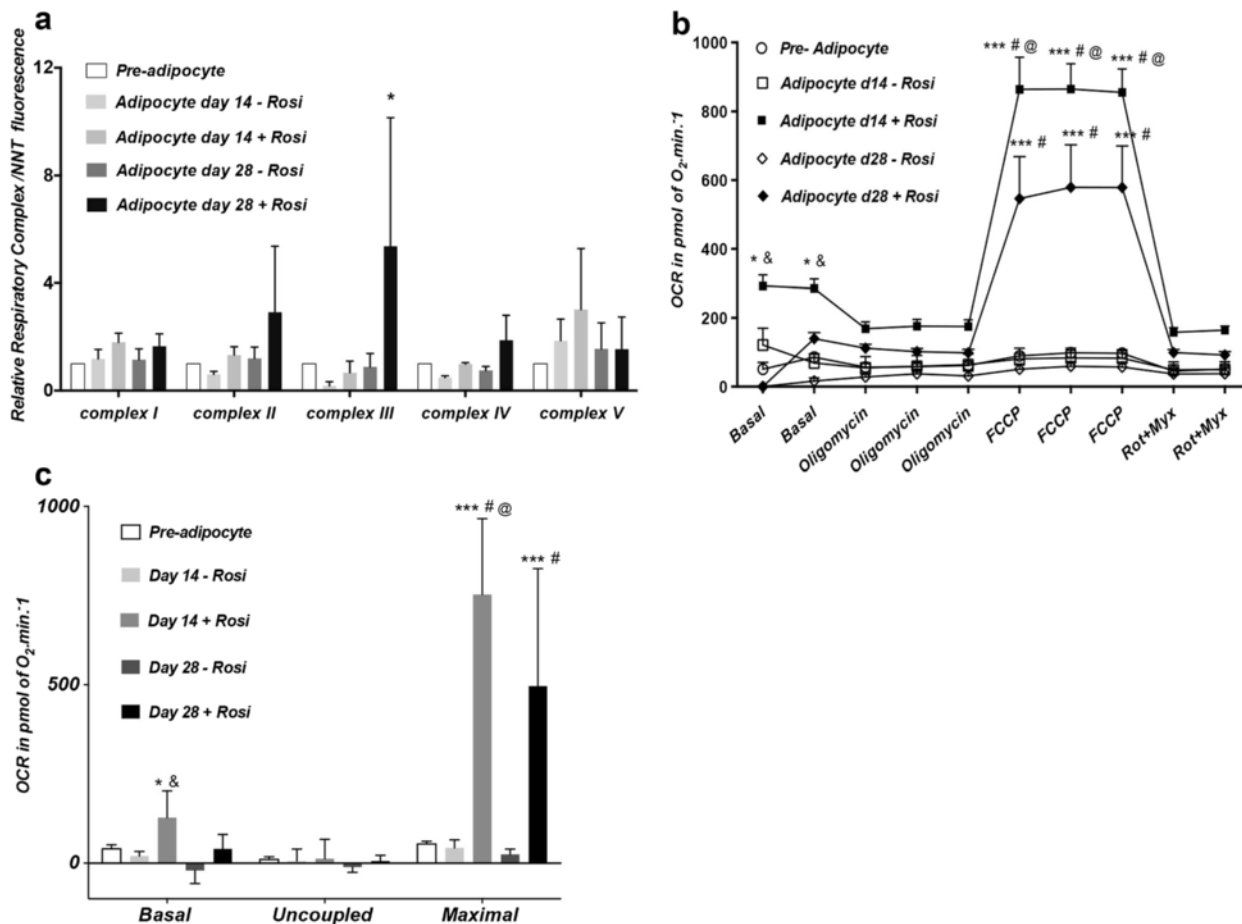 a
Relative Respiratory Complex /NNT fluorescence
12
8
4
0
Pre-adipocyte
Adipocyte day 14 - Rosi
Adipocyte day 14 + Rosi
Adipocyte day 28 - Rosi
Adipocyte day 28 + Rosi
*
complex I
complex II
complex III
complex IV
complex V
b
OCR in pmol of O2.min.-1
1000
800
600
400
200
0
Pre- Adipocyte
Adipocyte d14 - Rosi
Adipocyte d14 + Rosi
Adipocyte d28 - Rosi
Adipocyte d28 + Rosi
*** # @
*** # @
*** # @
*** #
*** #
*** #
* &
* &
Basal
Basal
Oligomycin
Oligomycin
Oligomycin
FCCP
FCCP
FCCP
Rot+Myx
Rot+Myx
c
OCR in pmol of O2.min.-1
1000
500
0
Pre-adipocyte
Day 14 - Rosi
Day 14 + Rosi
Day 28 - Rosi
Day 28 + Rosi
* &
*** # @
*** #
Basal
Uncoupled
Maximal